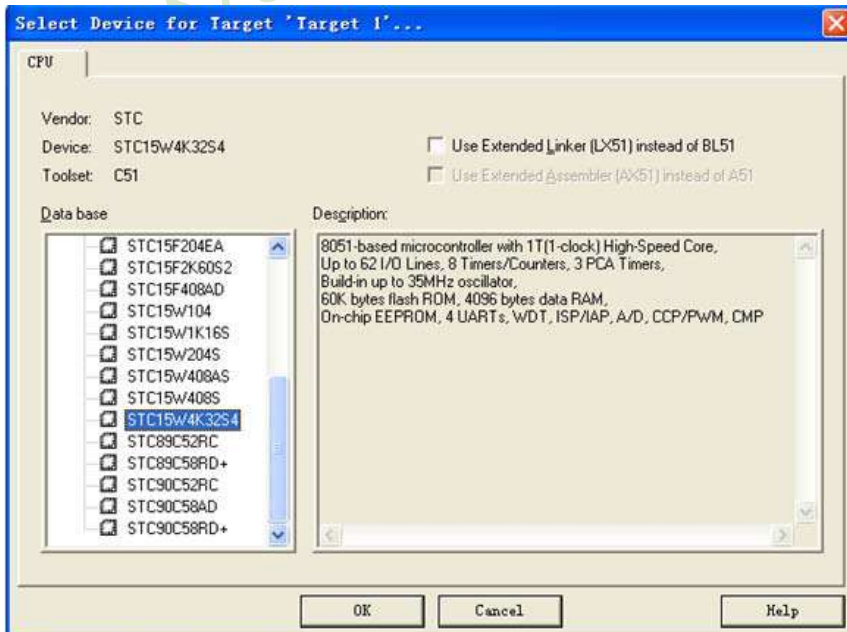 Select Device for Target 'Target 1'...
CPU
Vendor: STC
Device: STC15W4K32S4
Toolset: C51
Use Extended Linker (LX51) instead of BL51
Use Extended Assembler (AX51) instead of A51
Data base
STC15F204EA
STC15F2K60S2
STC15F408AD
STC15W104
STC15W1K16S
STC15W204S
STC15W408AS
STC15W408S
STC15W4K32S4
STC89C52RC
STC89C58RD+
STC90C52RC
STC90C58AD
STC90C58RD+
Description:
8051-based microcontroller with 1T(1-clock) High-Speed Core,
Up to 62 I/O Lines, 8 Timers/Counters, 3 PCA Timers,
Build-in up to 35MHz oscillator,
60K bytes flash ROM, 4096 bytes data RAM,
On-chip EEPROM, 4 UARTs, WDT, ISP/IAP, A/D, CCP/PWM, CMP
OK
Cancel
Help